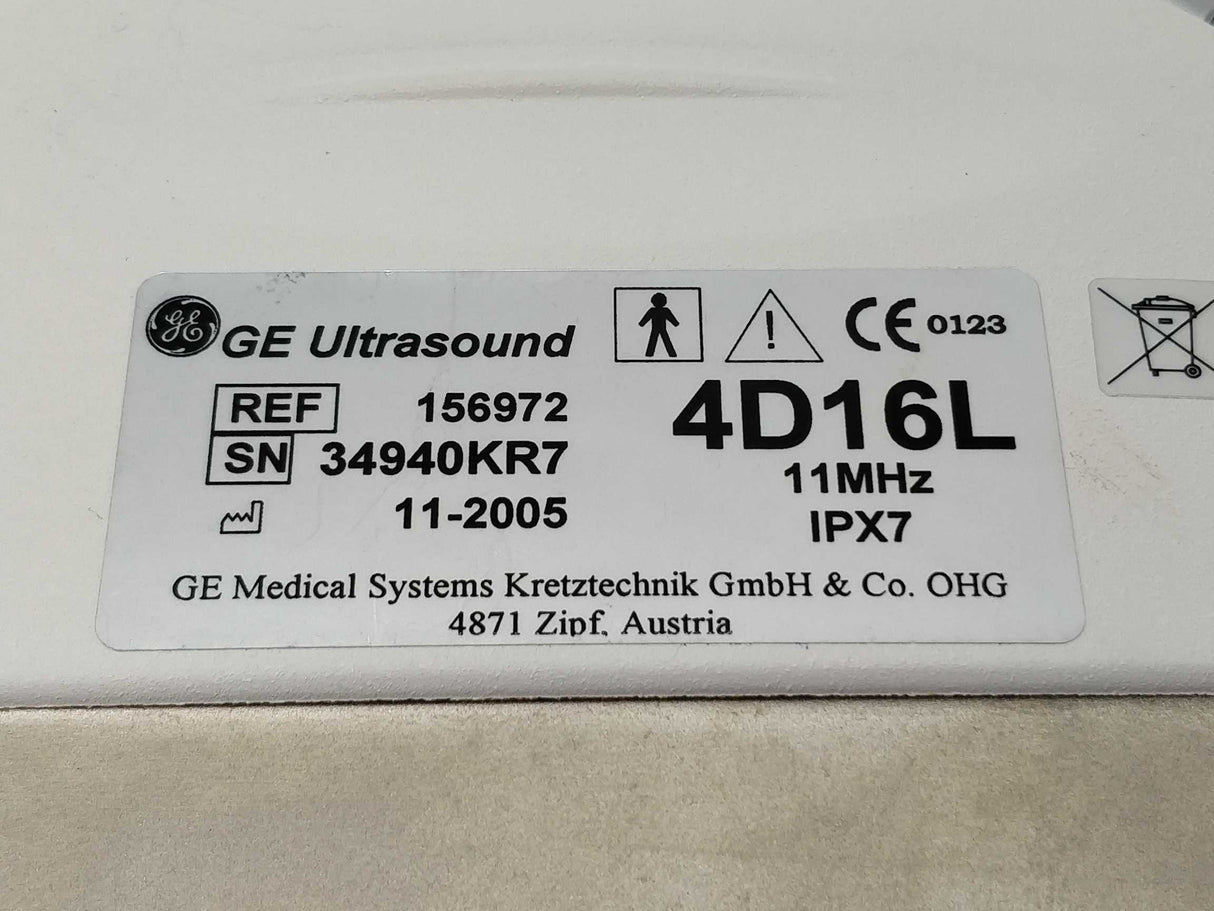 GE GE Ultrasound
CE 0123
REF 156972
SN 34940KR7
11-2005
4D16L
11MHz
IPX7
GE Medical Systems Kretztechnik GmbH & Co. OHG
4871 Zipf, Austria